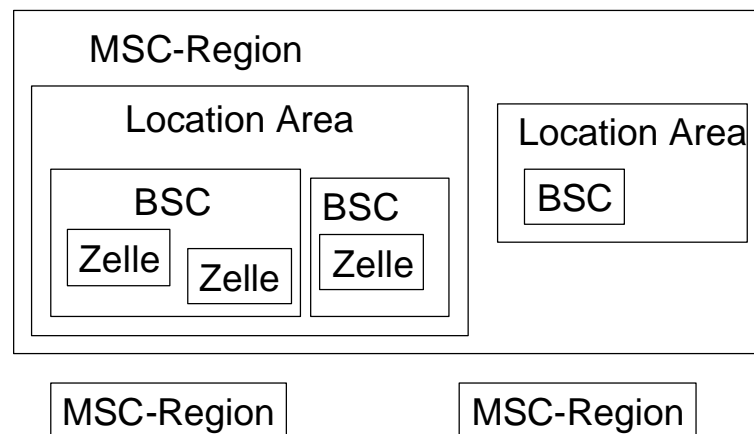 MSC-Region
Location Area
Location Area
BSC
BSC
BSC
Zelle
Zelle
Zelle
MSC-Region
MSC-Region